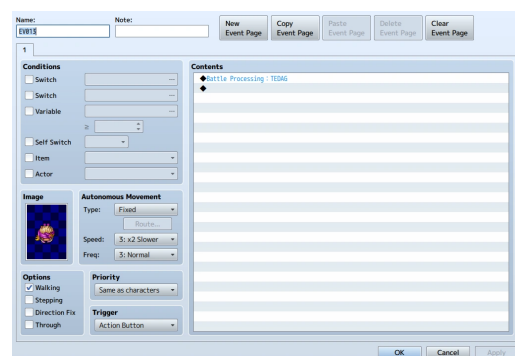 Name:
EV013
Note:
New
Event Page
Copy
Event Page
Paste
Event Page
Delete
Event Page
Clear
Event Page
1
Conditions
Switch
Switch
Variable
≥
Self Switch
Item
Actor
Image
Autonomous Movement
Type: Fixed
Route...
Speed: 3: x2 Slower
Freq: 3: Normal
Options
Walking
Stepping
Direction Fix
Through
Priority
Same as characters
Trigger
Action Button
Contents
◆Battle Processing : TEDAG
◆
OK
Cancel
Apply